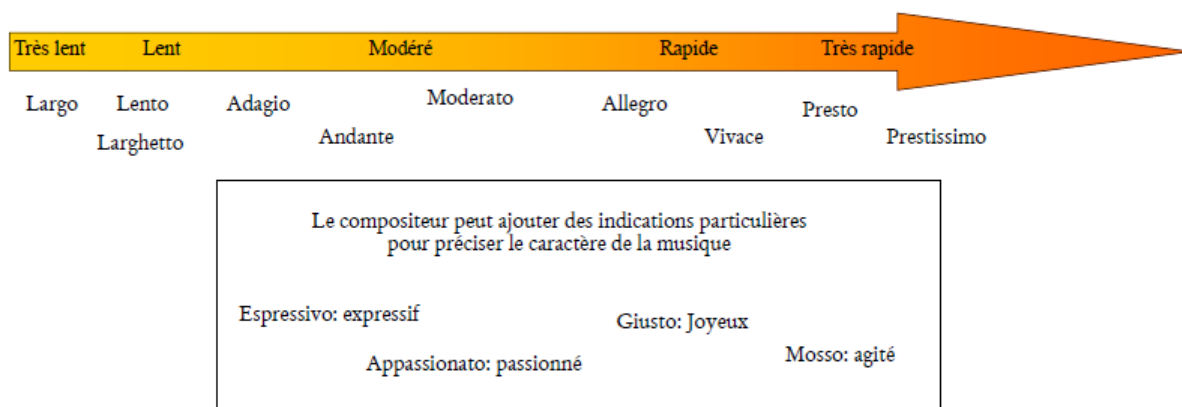 Très lent Lent Modéré Rapide Très rapide
Largo Lento Adagio Moderato Allegro Presto
Larghetto Andante Vivace Prestissimo
Le compositeur peut ajouter des indications particulières
pour préciser le caractère de la musique
Espressivo: expressif Giusto: Joyeux
Appassionato: passionné Mosso: agité